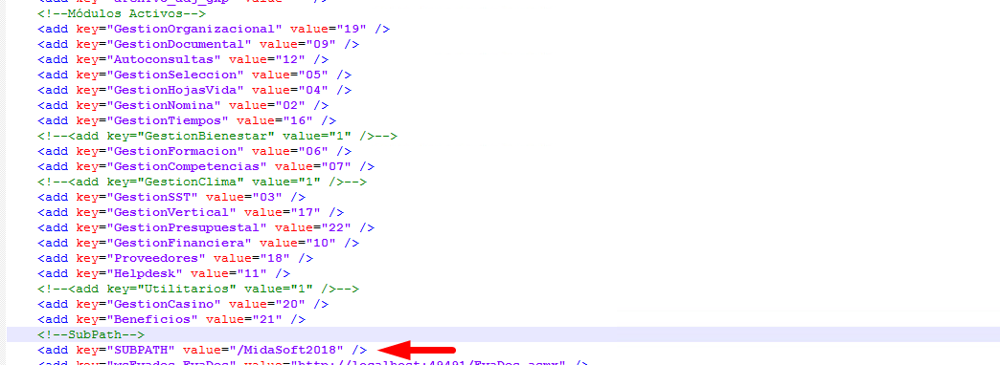 <add key="archivo_adj_gxp" value="" />
<!--Módulos Activos-->
<add key="GestionOrganizacional" value="19" />
<add key="GestionDocumental" value="09" />
<add key="Autoconsultas" value="12" />
<add key="GestionSeleccion" value="05" />
<add key="GestionHojasVida" value="04" />
<add key="GestionNomina" value="02" />
<add key="GestionTiempos" value="16" />
<!--<add key="GestionBienestar" value="1" />-->
<add key="GestionFormacion" value="06" />
<add key="GestionCompetencias" value="07" />
<!--<add key="GestionClima" value="1" />-->
<add key="GestionSST" value="03" />
<add key="GestionVertical" value="17" />
<add key="GestionPresupuestal" value="22" />
<add key="GestionFinanciera" value="10" />
<add key="Proveedores" value="18" />
<add key="Helpdesk" value="11" />
<!--<add key="Utilitarios" value="1" />-->
<add key="GestionCasino" value="20" />
<add key="Beneficios" value="21" />
<!--SubPath-->
<add key="SUBPATH" value="/MidaSoft2018" />
<add key="wsEvados_EvaDos" value="http://localhost:49491/EvaDos.asmx" />